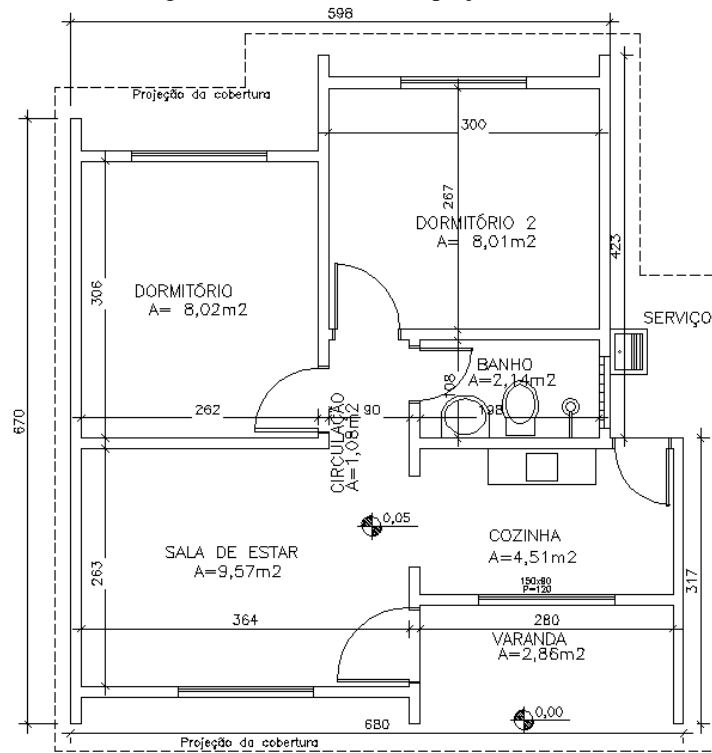 598
Projeção da cobertura
300
267
DORMITÓRIO 2
A= 8,01m2
423
306
DORMITÓRIO
A= 8,02m2
SERVIÇO
BANHO
A=2,14m2
108
262
90
198
CIRCULAÇÃO
A=1,08m2
670
0,05
SALA DE ESTAR
A=9,57m2
COZINHA
A=4,51m2
150x80
P=120
263
317
364
280
VARANDA
A=2,86m2
0,00
680
Projeção da cobertura